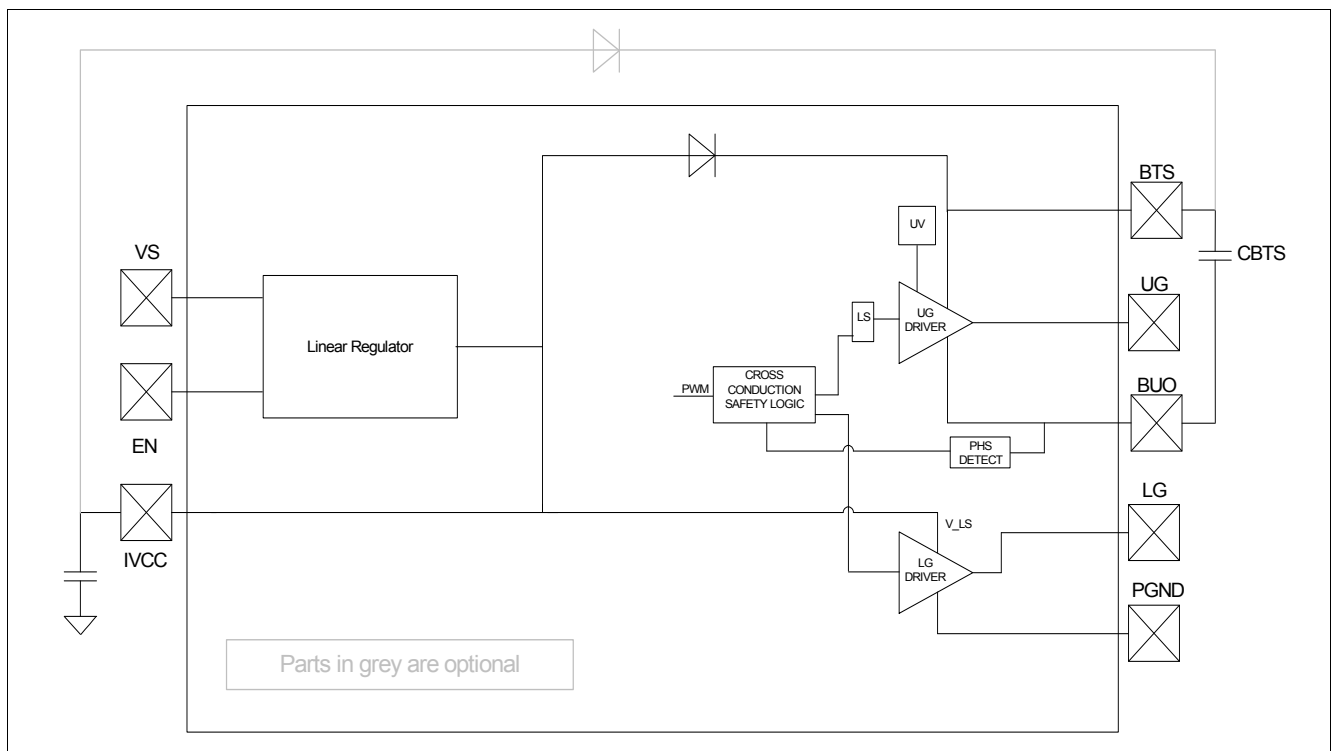 BTS
UV
CBTS
VS
UG
LS
UG
DRIVER
Linear Regulator
CROSS
CONDUCTION
SAFETY LOGIC
PWM
BUO
EN
PHS
DETECT
LG
V_LS
IVCC
LG
DRIVER
PGND
Parts in grey are optional